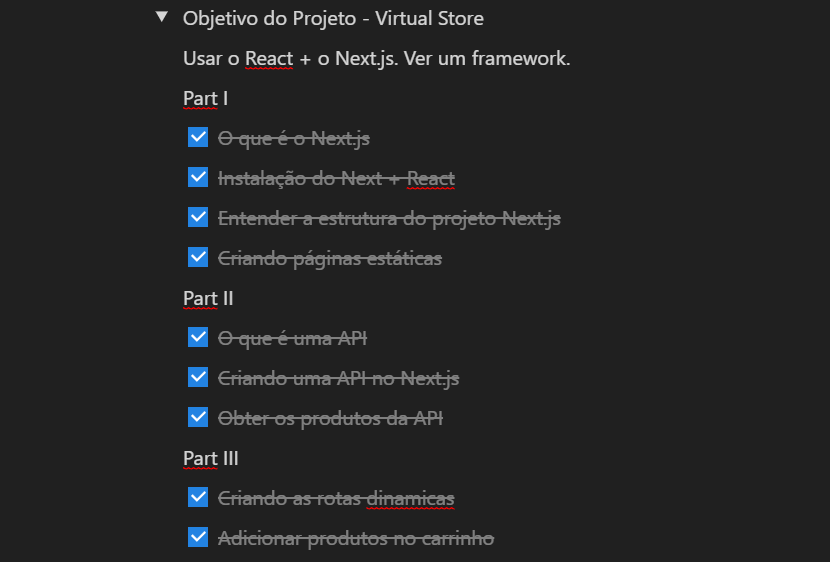 Objetivo do Projeto - Virtual Store
Usar o React + o Next.js. Ver um framework.
Part I
O que é o Next.js
Instalação do Next + React
Entender a estrutura do projeto Next.js
Criando páginas estáticas
Part II
O que é uma API
Criando uma API no Next.js
Obter os produtos da API
Part III
Criando as rotas dinamicas
Adicionar produtos no carrinho